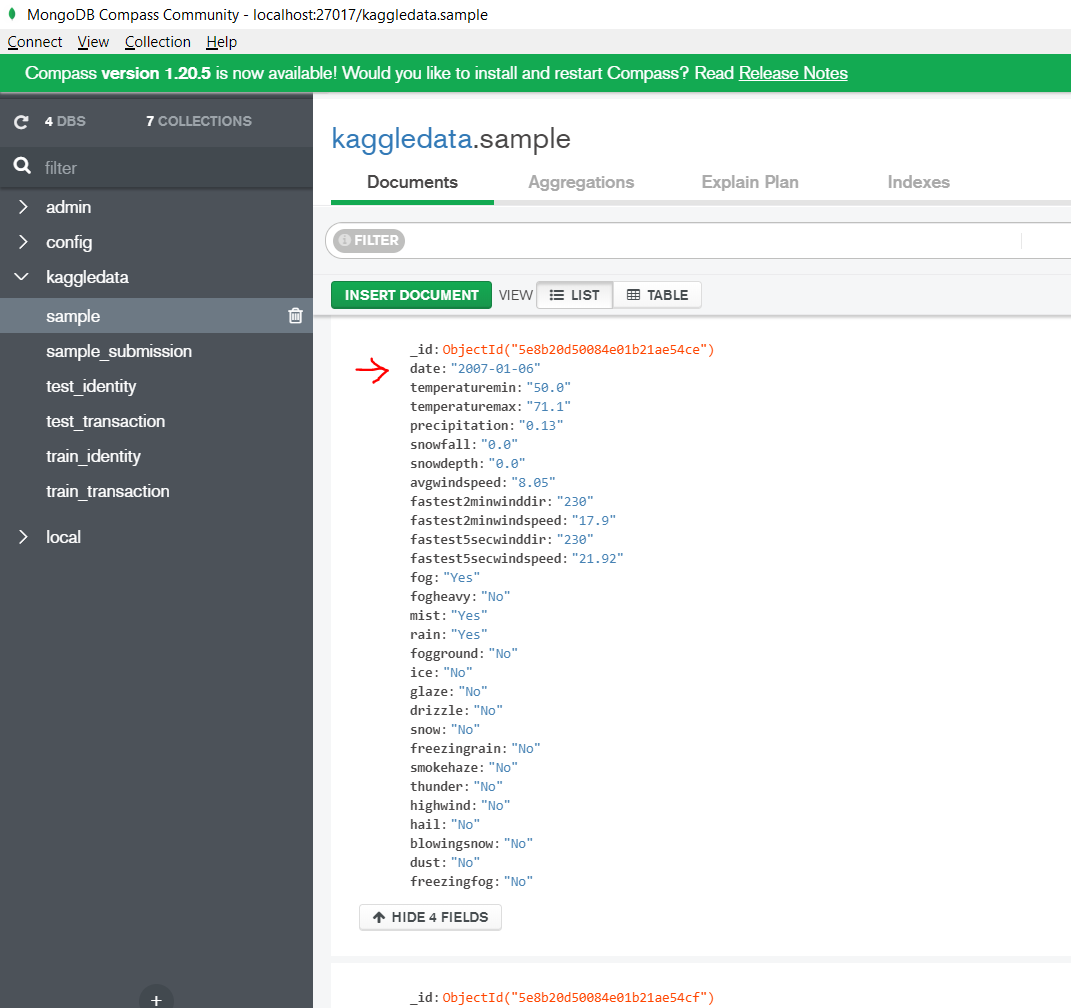 MongoDB Compass Community - localhost:27017/kaggledata.sample
Connect View Collection Help
Compass version 1.20.5 is now available! Would you like to install and restart Compass? Read Release Notes
4 DBS 7 COLLECTIONS
filter
admin
config
kaggledata
sample
sample_submission
test_identity
test_transaction
train_identity
train_transaction
local
kaggledata.sample
Documents Aggregations Explain Plan Indexes
FILTER
INSERT DOCUMENT VIEW LIST TABLE
_id: ObjectId("5e8b20d50084e01b21ae54ce")
date: "2007-01-06"
temperaturemin: "50.0"
temperaturemax: "71.1"
precipitation: "0.13"
snowfall: "0.0"
snowdepth: "0.0"
avgwindspeed: "8.05"
fastest2minwinddir: "230"
fastest2minwindspeed: "17.9"
fastest5secwinddir: "230"
fastest5secwindspeed: "21.92"
fog: "Yes"
fogheavy: "No"
mist: "Yes"
rain: "Yes"
fogground: "No"
ice: "No"
glaze: "No"
drizzle: "No"
snow: "No"
freezingrain: "No"
smokehaze: "No"
thunder: "No"
highwind: "No"
hail: "No"
blowingsnow: "No"
dust: "No"
freezingfog: "No"
HIDE 4 FIELDS
_id: ObjectId("5e8b20d50084e01b21ae54cf")